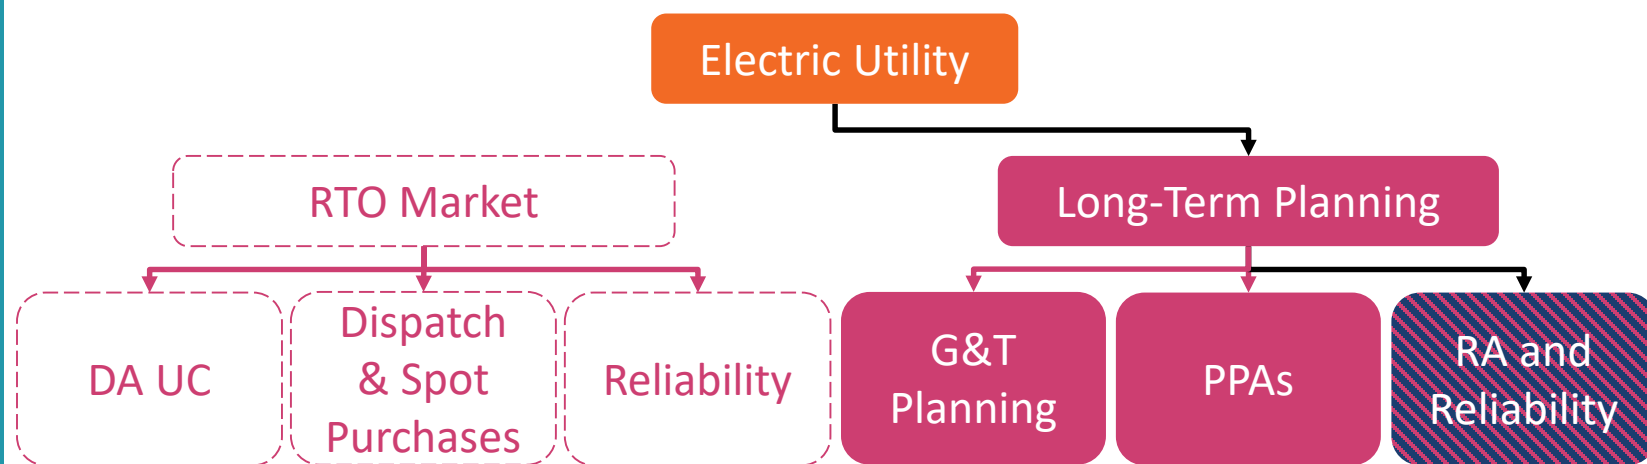 Electric Utility
RTO Market
Long-Term Planning
DA UC
Dispatch
& Spot
Purchases
Reliability
G&T
Planning
PPAs
RA and
Reliability